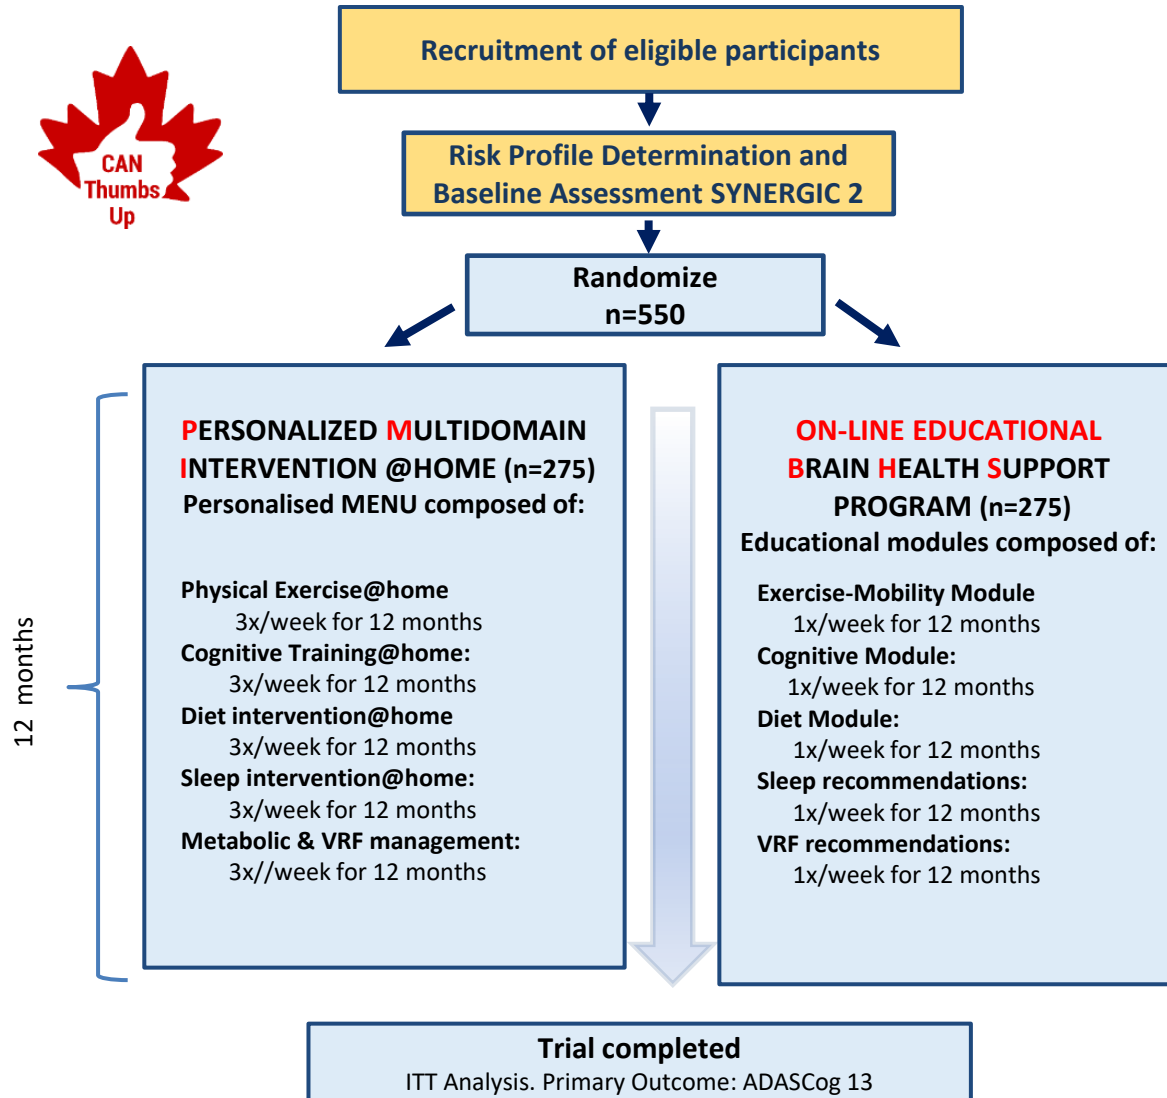 Recruitment of eligible participants
CAN
Thumbs
Up
Risk Profile Determination and
Baseline Assessment SYNERGIC 2
Randomize
n=550
12 months
PERSONALIZED MULTIDOMAIN
INTERVENTION @HOME (n=275)
Personalised MENU composed of:
Physical Exercise@home
3x/week for 12 months
Cognitive Training@home:
3x/week for 12 months
Diet intervention@home
3x/week for 12 months
Sleep intervention@home:
3x/week for 12 months
Metabolic & VRF management:
3x//week for 12 months
ON-LINE EDUCATIONAL
BRAIN HEALTH SUPPORT
PROGRAM (n=275)
Educational modules composed of:
Exercise-Mobility Module
1x/week for 12 months
Cognitive Module:
1x/week for 12 months
Diet Module:
1x/week for 12 months
Sleep recommendations:
1x/week for 12 months
VRF recommendations:
1x/week for 12 months
Trial completed
ITT Analysis. Primary Outcome: ADASCog 13